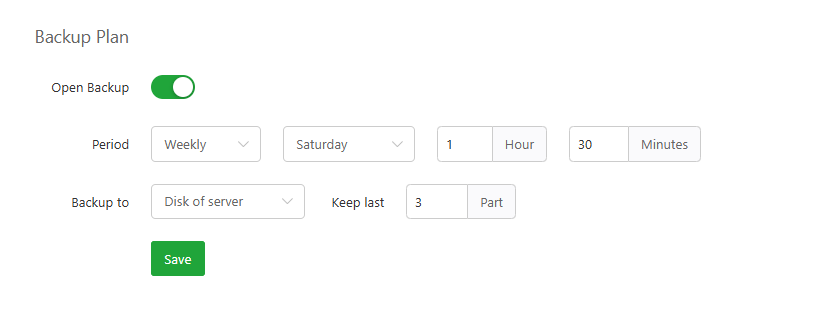 Backup Plan
Open Backup
Period Weekly Saturday 1 Hour 30 Minutes
Backup to Disk of server Keep last 3 Part
Save